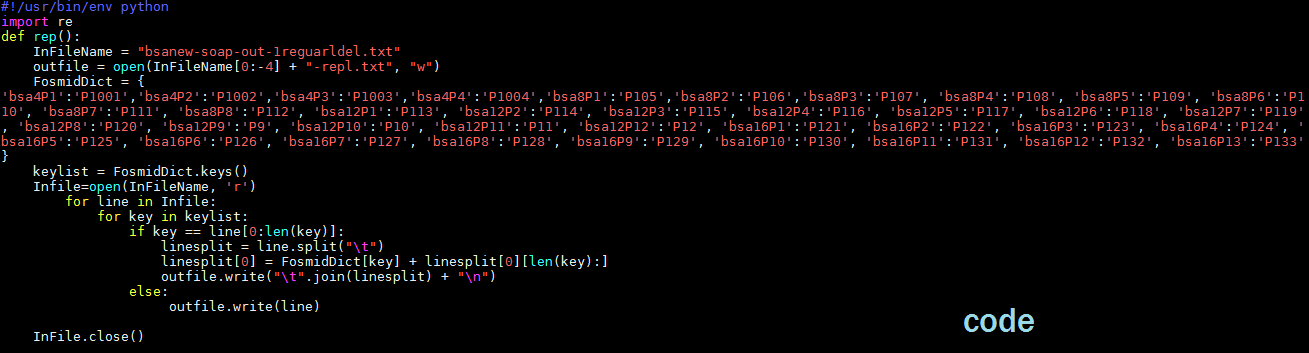 #!/usr/bin/env python
import re
def rep():
    InFileName = "bsanew-soap-out-1reguarldel.txt"
    outfile = open(InFileName[0:-4] + "-repl.txt", "w")
    FosmidDict = {
'bsa4P1':'P1001','bsa4P2':'P1002','bsa4P3':'P1003','bsa4P4':'P1004','bsa8P1':'P105','bsa8P2':'P106','bsa8P3':'P107', 'bsa8P4':'P108', 'bsa8P5':'P109', 'bsa8P6':'P1
10', 'bsa8P7':'P111', 'bsa8P8':'P112', 'bsa12P1':'P113', 'bsa12P2':'P114', 'bsa12P3':'P115', 'bsa12P4':'P116', 'bsa12P5':'P117', 'bsa12P6':'P118', 'bsa12P7':'P119'
, 'bsa12P8':'P120', 'bsa12P9':'P9', 'bsa12P10':'P10', 'bsa12P11':'P11', 'bsa12P12':'P12', 'bsa16P1':'P121', 'bsa16P2':'P122', 'bsa16P3':'P123', 'bsa16P4':'P124', '
bsa16P5':'P125', 'bsa16P6':'P126', 'bsa16P7':'P127', 'bsa16P8':'P128', 'bsa16P9':'P129', 'bsa16P10':'P130', 'bsa16P11':'P131', 'bsa16P12':'P132', 'bsa16P13':'P133'
}
    keylist = FosmidDict.keys()
    Infile=open(InFileName, 'r')
        for line in Infile:
            for key in keylist:
                if key == line[0:len(key)]:
                    linesplit = line.split("\t")
                    linesplit[0] = FosmidDict[key] + linesplit[0][len(key):]
                    outfile.write("\t".join(linesplit) + "\n")
                else:
                     outfile.write(line)
    InFile.close()
code